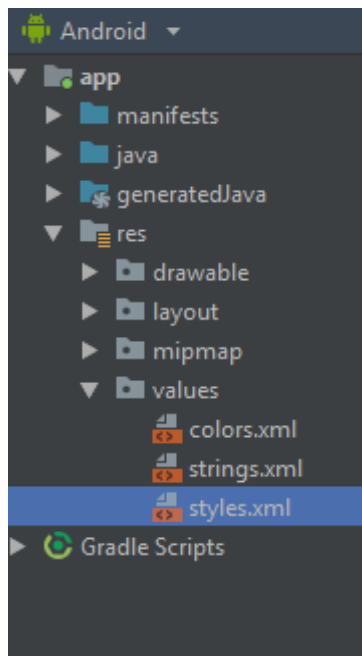 Android
app
manifests
java
generatedJava
res
drawable
layout
mipmap
values
colors.xml
strings.xml
styles.xml
Gradle Scripts